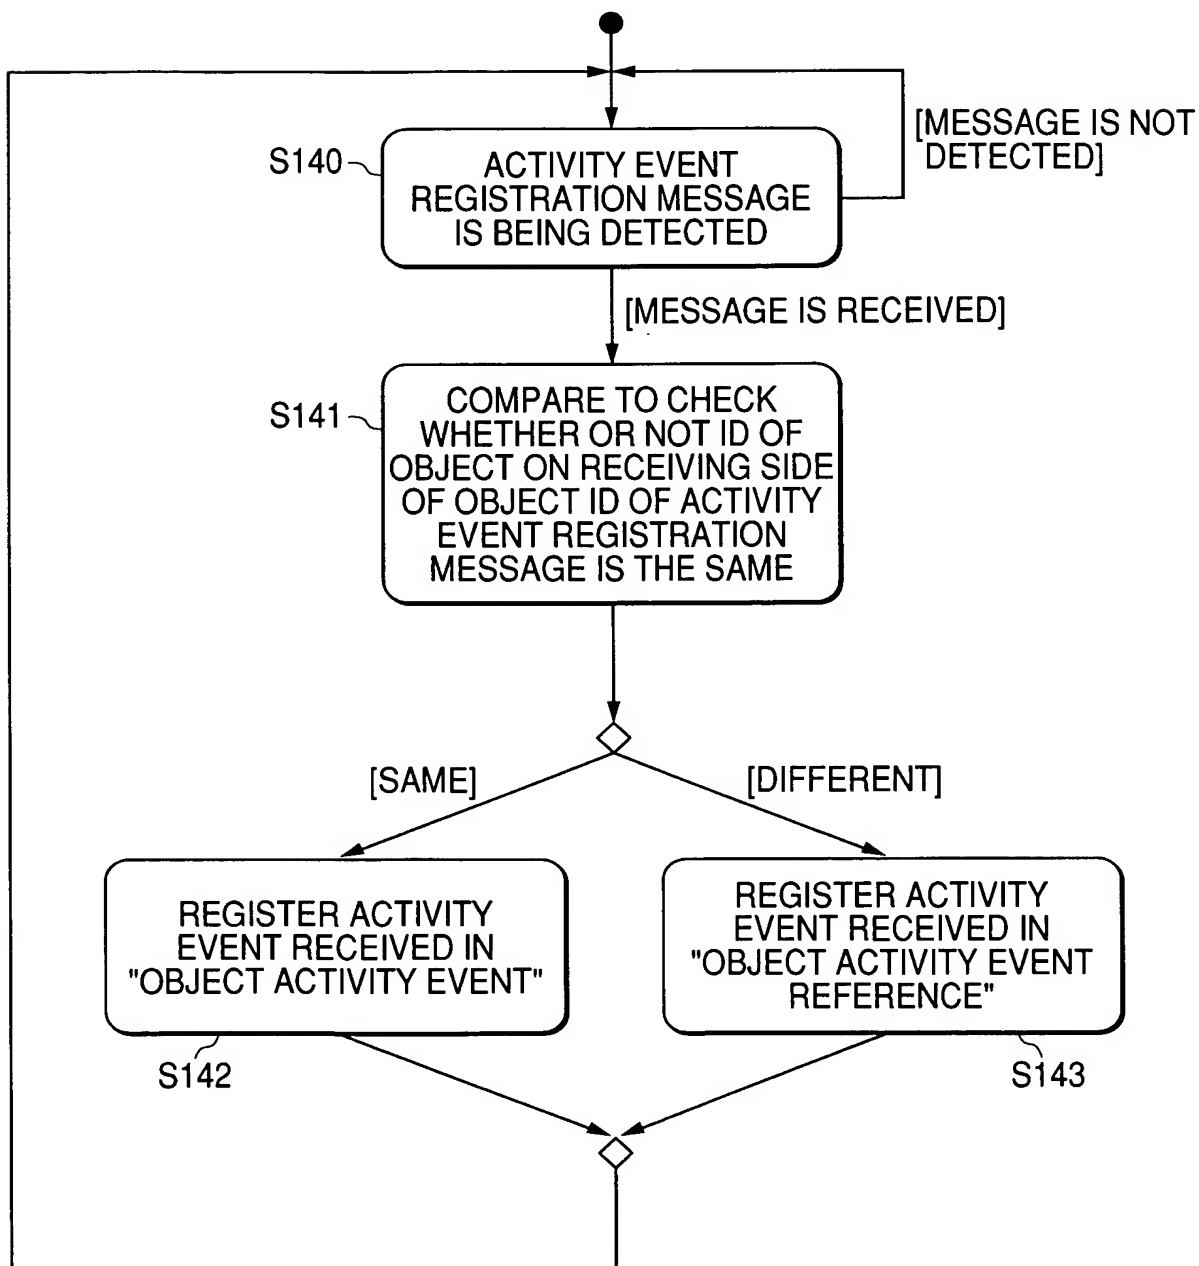 [MESSAGE IS NOT
DETECTED]
S140
ACTIVITY EVENT
REGISTRATION MESSAGE
IS BEING DETECTED
[MESSAGE IS RECEIVED]
S141
COMPARE TO CHECK
WHETHER OR NOT ID OF
OBJECT ON RECEIVING SIDE
OF OBJECT ID OF ACTIVITY
EVENT REGISTRATION
MESSAGE IS THE SAME
[SAME]
[DIFFERENT]
REGISTER ACTIVITY
EVENT RECEIVED IN
"OBJECT ACTIVITY EVENT"
REGISTER ACTIVITY
EVENT RECEIVED IN
"OBJECT ACTIVITY EVENT
REFERENCE"
S142
S143